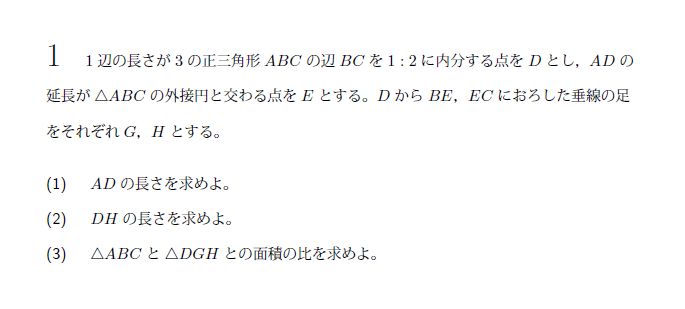 1 1 辺の長さが 3 の正三角形 ABC の辺 BC を 1 : 2 に内分する点を D とし，AD の
延長が △ABC の外接円と交わる点を E とする。D から BE，EC におろした垂線の足
をそれぞれ G，H とする。
(1) AD の長さを求めよ。
(2) DH の長さを求めよ。
(3) △ABC と △DGH との面積の比を求めよ。